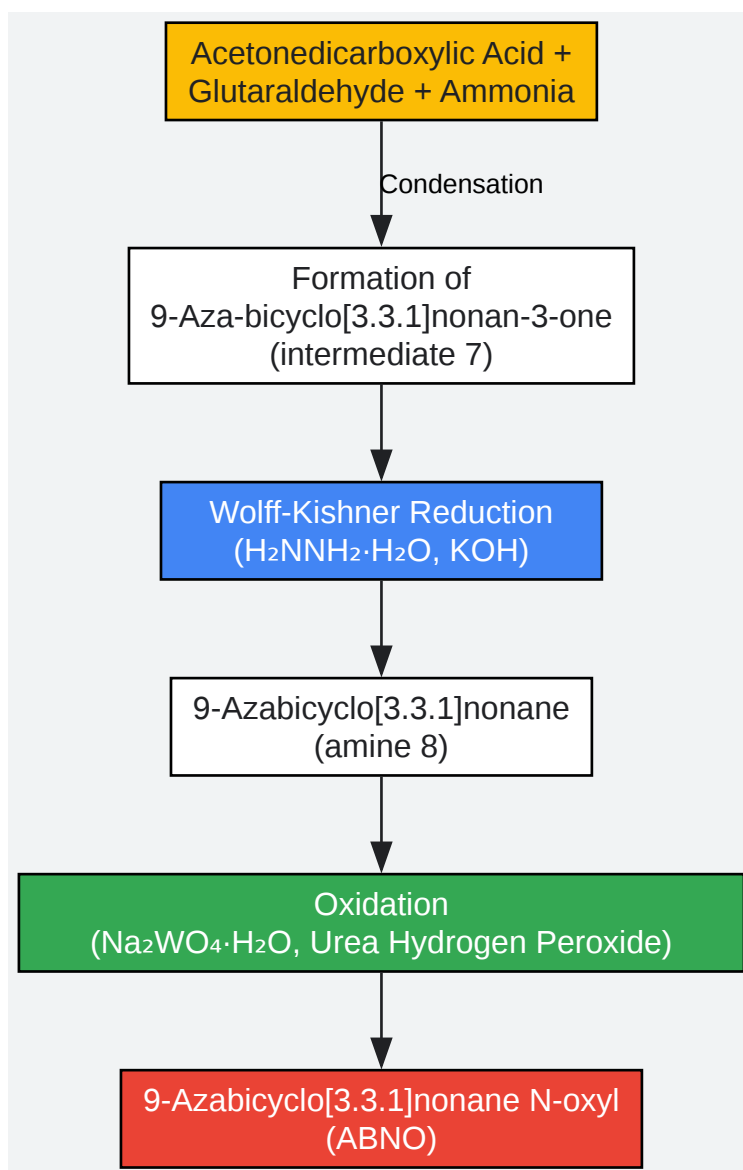 Acetonedicarboxylic Acid +
Glutaraldehyde + Ammonia
Condensation
Formation of
9-Aza-bicyclo[3.3.1]nonan-3-one
(intermediate 7)
Wolff-Kishner Reduction
(H₂NNH₂·H₂O, KOH)
9-Azabicyclo[3.3.1]nonane
(amine 8)
Oxidation
(Na₂WO₄·H₂O, Urea Hydrogen Peroxide)
9-Azabicyclo[3.3.1]nonane N-oxyl
(ABNO)